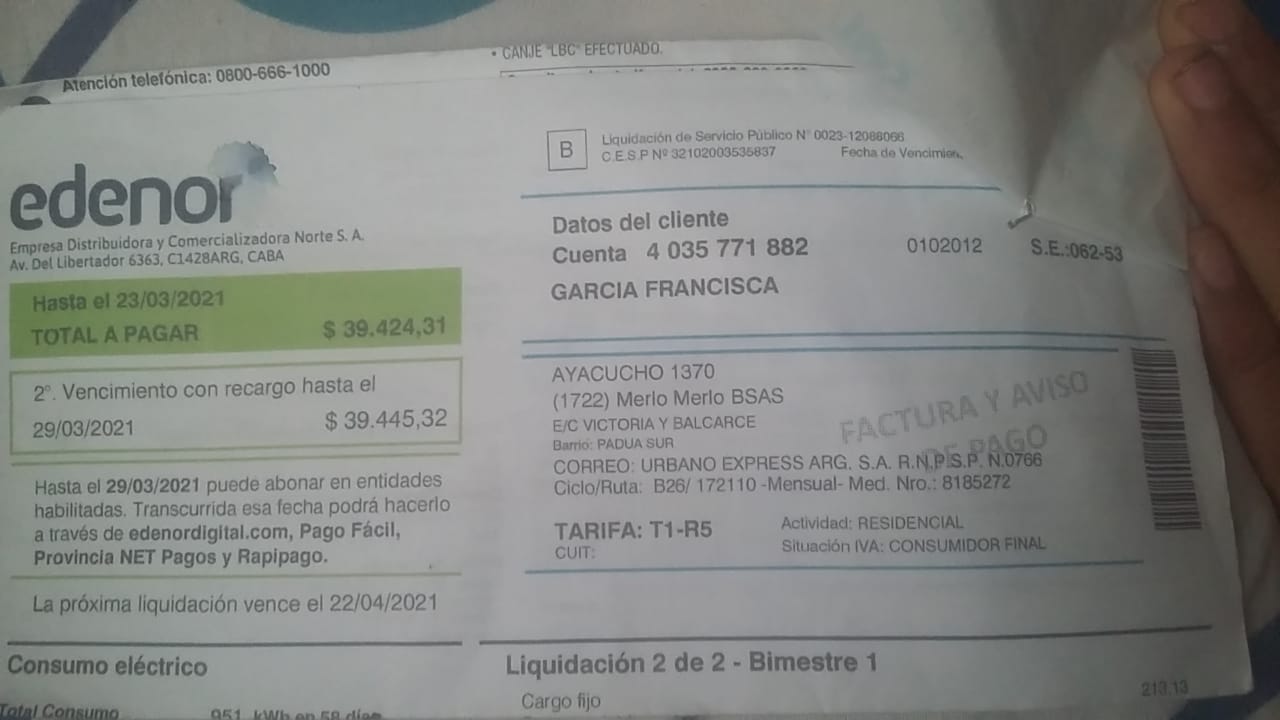 Atención telefónica: 0800-666-1000
• CANJE "LBC" EFECTUADO.
edenor
Empresa Distribuidora y Comercializadora Norte S. A.
Av. Del Libertador 6363, C1428ARG, CABA
Hasta el 23/03/2021
TOTAL A PAGAR $ 39.424,31
2°. Vencimiento con recargo hasta el
29/03/2021 $ 39.445,32
Hasta el 29/03/2021 puede abonar en entidades
habilitadas. Transcurrida esa fecha podrá hacerlo
a través de edenordigital.com, Pago Fácil,
Provincia NET Pagos y Rapipago.
La próxima liquidación vence el 22/04/2021
Consumo eléctrico
Total Consumo 951 kWh en 58 días
B
Liquidación de Servicio Público N° 0023-12088066
C.E.S.P Nº 32102003535837 Fecha de Vencimien
Datos del cliente
Cuenta 4 035 771 882 0102012 S.E.:062-53
GARCIA FRANCISCA
AYACUCHO 1370
(1722) Merlo Merlo BSAS
E/C VICTORIA Y BALCARCE
Barrio: PADUA SUR
FACTURA Y AVISO
DE PAGO
CORREO: URBANO EXPRESS ARG. S.A. R.N.P.S.P. N.0766
Ciclo/Ruta: B26/ 172110 -Mensual- Med. Nro.: 8185272
TARIFA: T1-R5 Actividad: RESIDENCIAL
CUIT: Situación IVA: CONSUMIDOR FINAL
Liquidación 2 de 2 - Bimestre 1
Cargo fijo 213.13